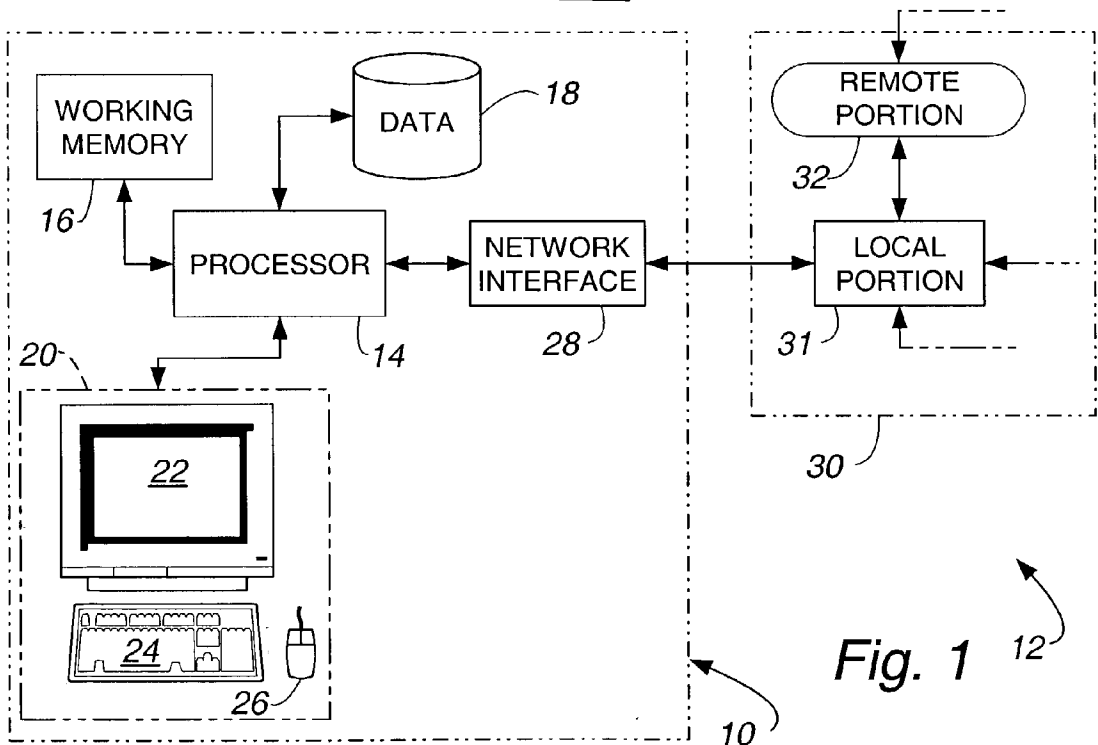 WORKING
MEMORY
16
DATA
18
REMOTE
PORTION
32
PROCESSOR
14
NETWORK
INTERFACE
28
LOCAL
PORTION
31
20
22
24
26
30
10
12
Fig. 1